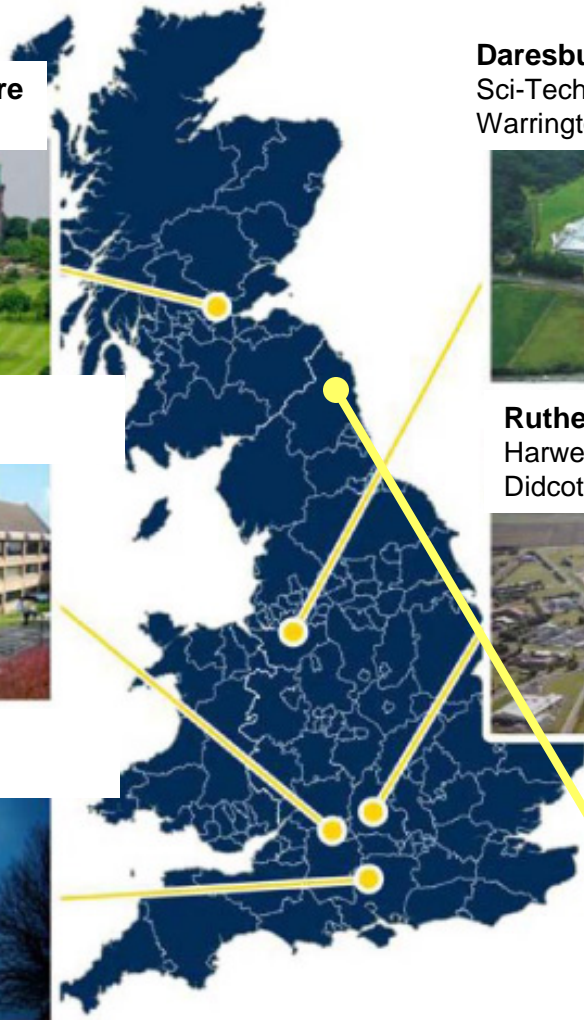 re
Daresbu
Sci-Tech
Warringt
Ruthe
Harwe
Didcot